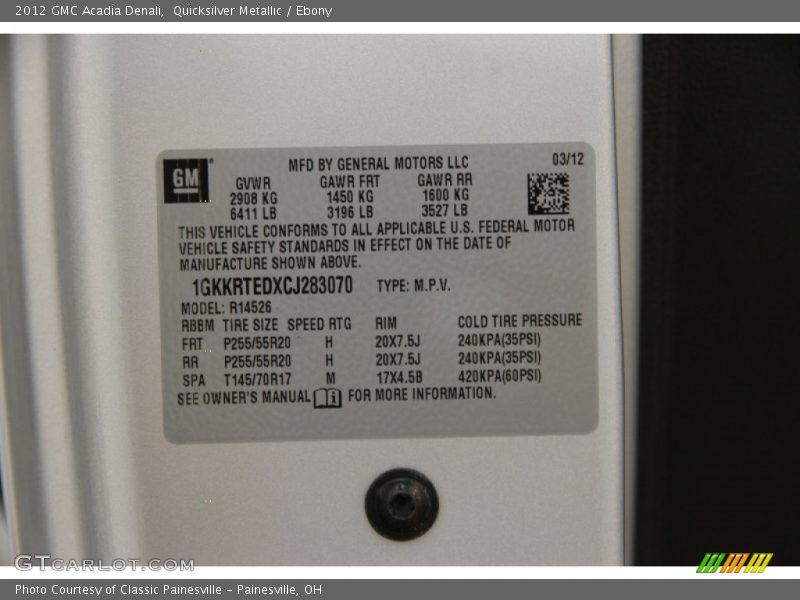 2012 GMC Acadia Denali,  Quicksilver Metallic / Ebony
GM
MFD BY GENERAL MOTORS LLC 03/12
GVWR GAWR FRT GAWR RR
2908 KG 1450 KG 1600 KG
6411 LB 3196 LB 3527 LB
THIS VEHICLE CONFORMS TO ALL APPLICABLE U.S. FEDERAL MOTOR
VEHICLE SAFETY STANDARDS IN EFFECT ON THE DATE OF
MANUFACTURE SHOWN ABOVE.
1GKKRTEDXCJ283070 TYPE: M.P.V.
MODEL: R14526
RBBM TIRE SIZE SPEED RTG RIM COLD TIRE PRESSURE
FRT P255/55R20 H 20X7.5J 240KPA(35PSI)
RR P255/55R20 H 20X7.5J 240KPA(35PSI)
SPA T145/70R17 M 17X4.5B 420KPA(60PSI)
SEE OWNER'S MANUAL FOR MORE INFORMATION.
GTCARLOT.COM
Photo Courtesy of Classic Painesville – Painesville, OH